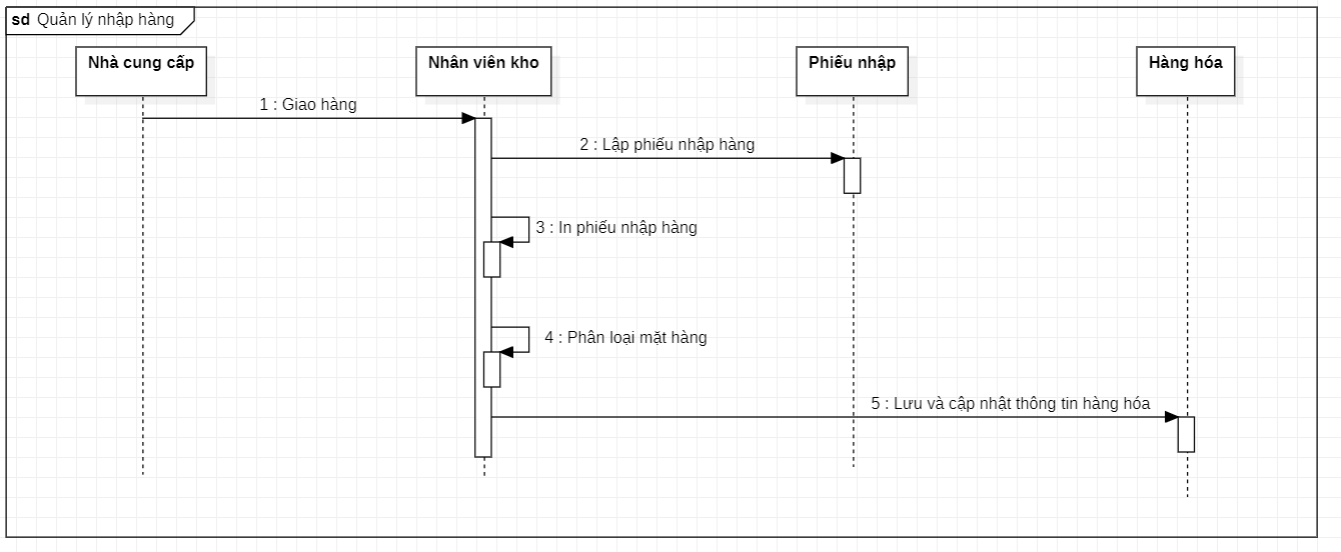 sd Quản lý nhập hàng
Nhà cung cấp
Nhân viên kho
Phiếu nhập
Hàng hóa
1 : Giao hàng
2 : Lập phiếu nhập hàng
3 : In phiếu nhập hàng
4 : Phân loại mặt hàng
5 : Lưu và cập nhật thông tin hàng hóa